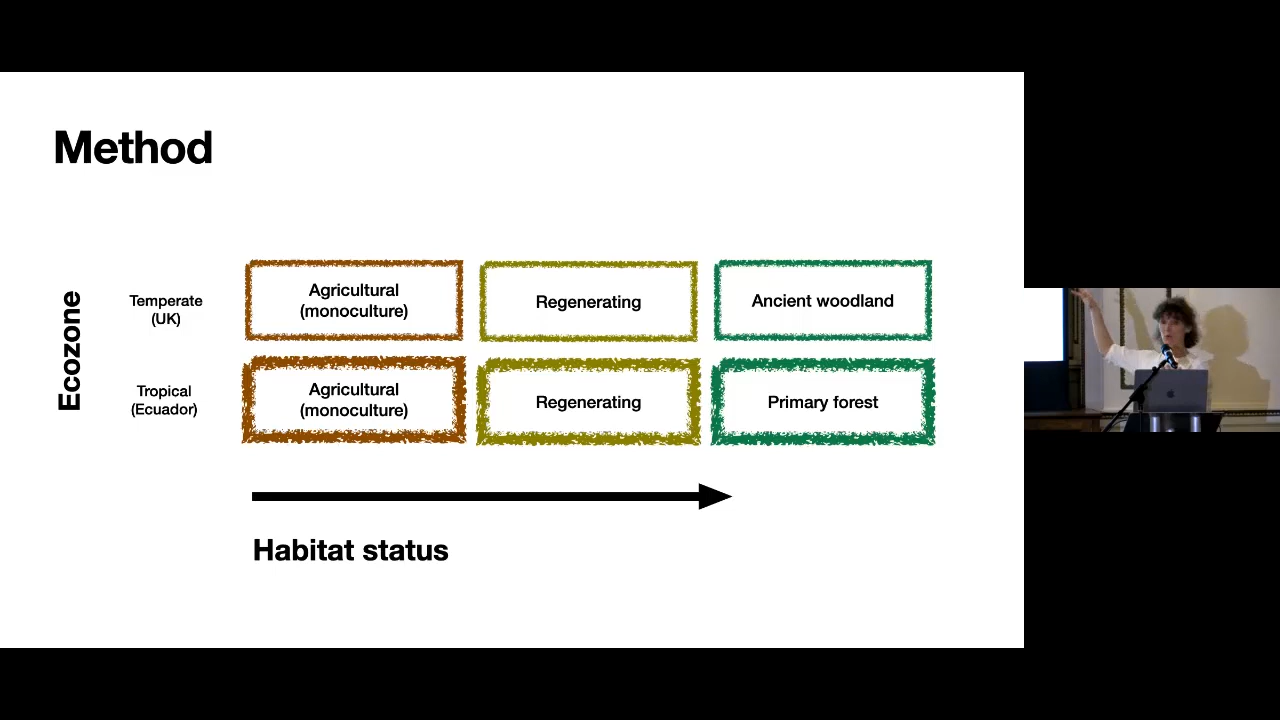 Method
Ecozone
Temperate
(UK)
Agricultural
(monoculture)
Regenerating
Ancient woodland
Tropical
(Ecuador)
Agricultural
(monoculture)
Regenerating
Primary forest
Habitat status